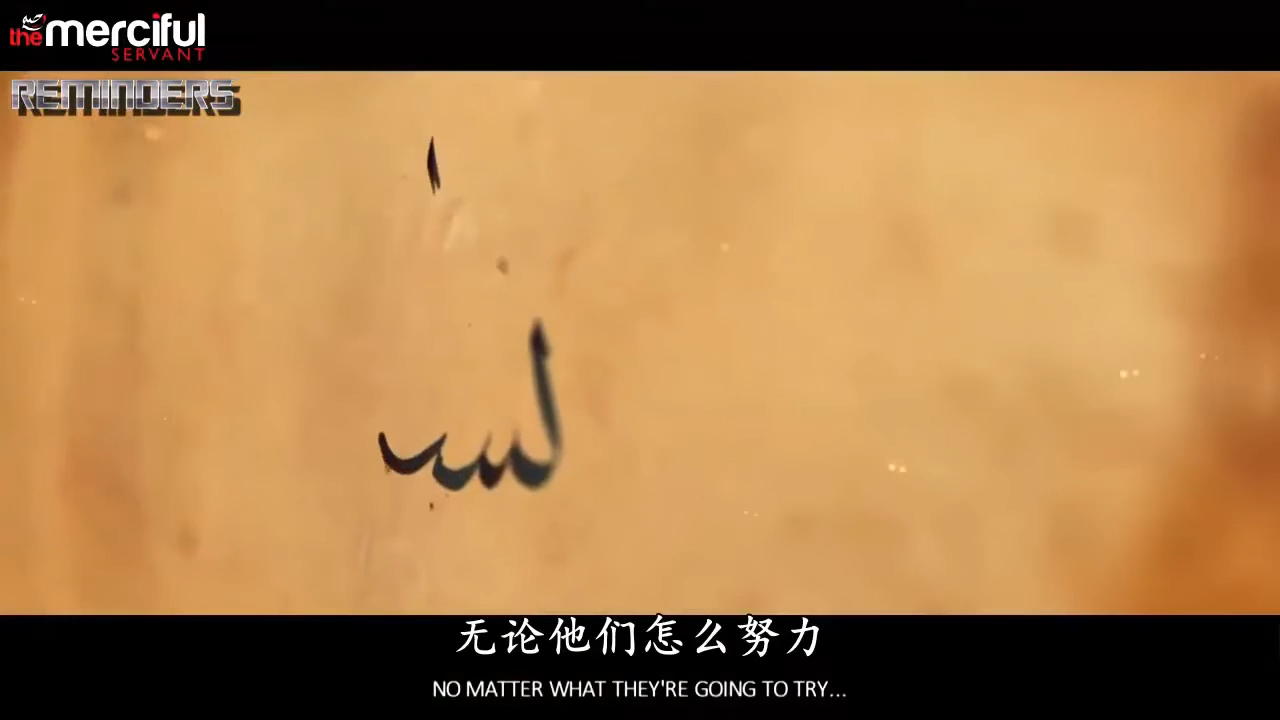 the merciful
SERVANT
REMINDERS
无论他们怎么努力
NO MATTER WHAT THEY'RE GOING TO TRY...